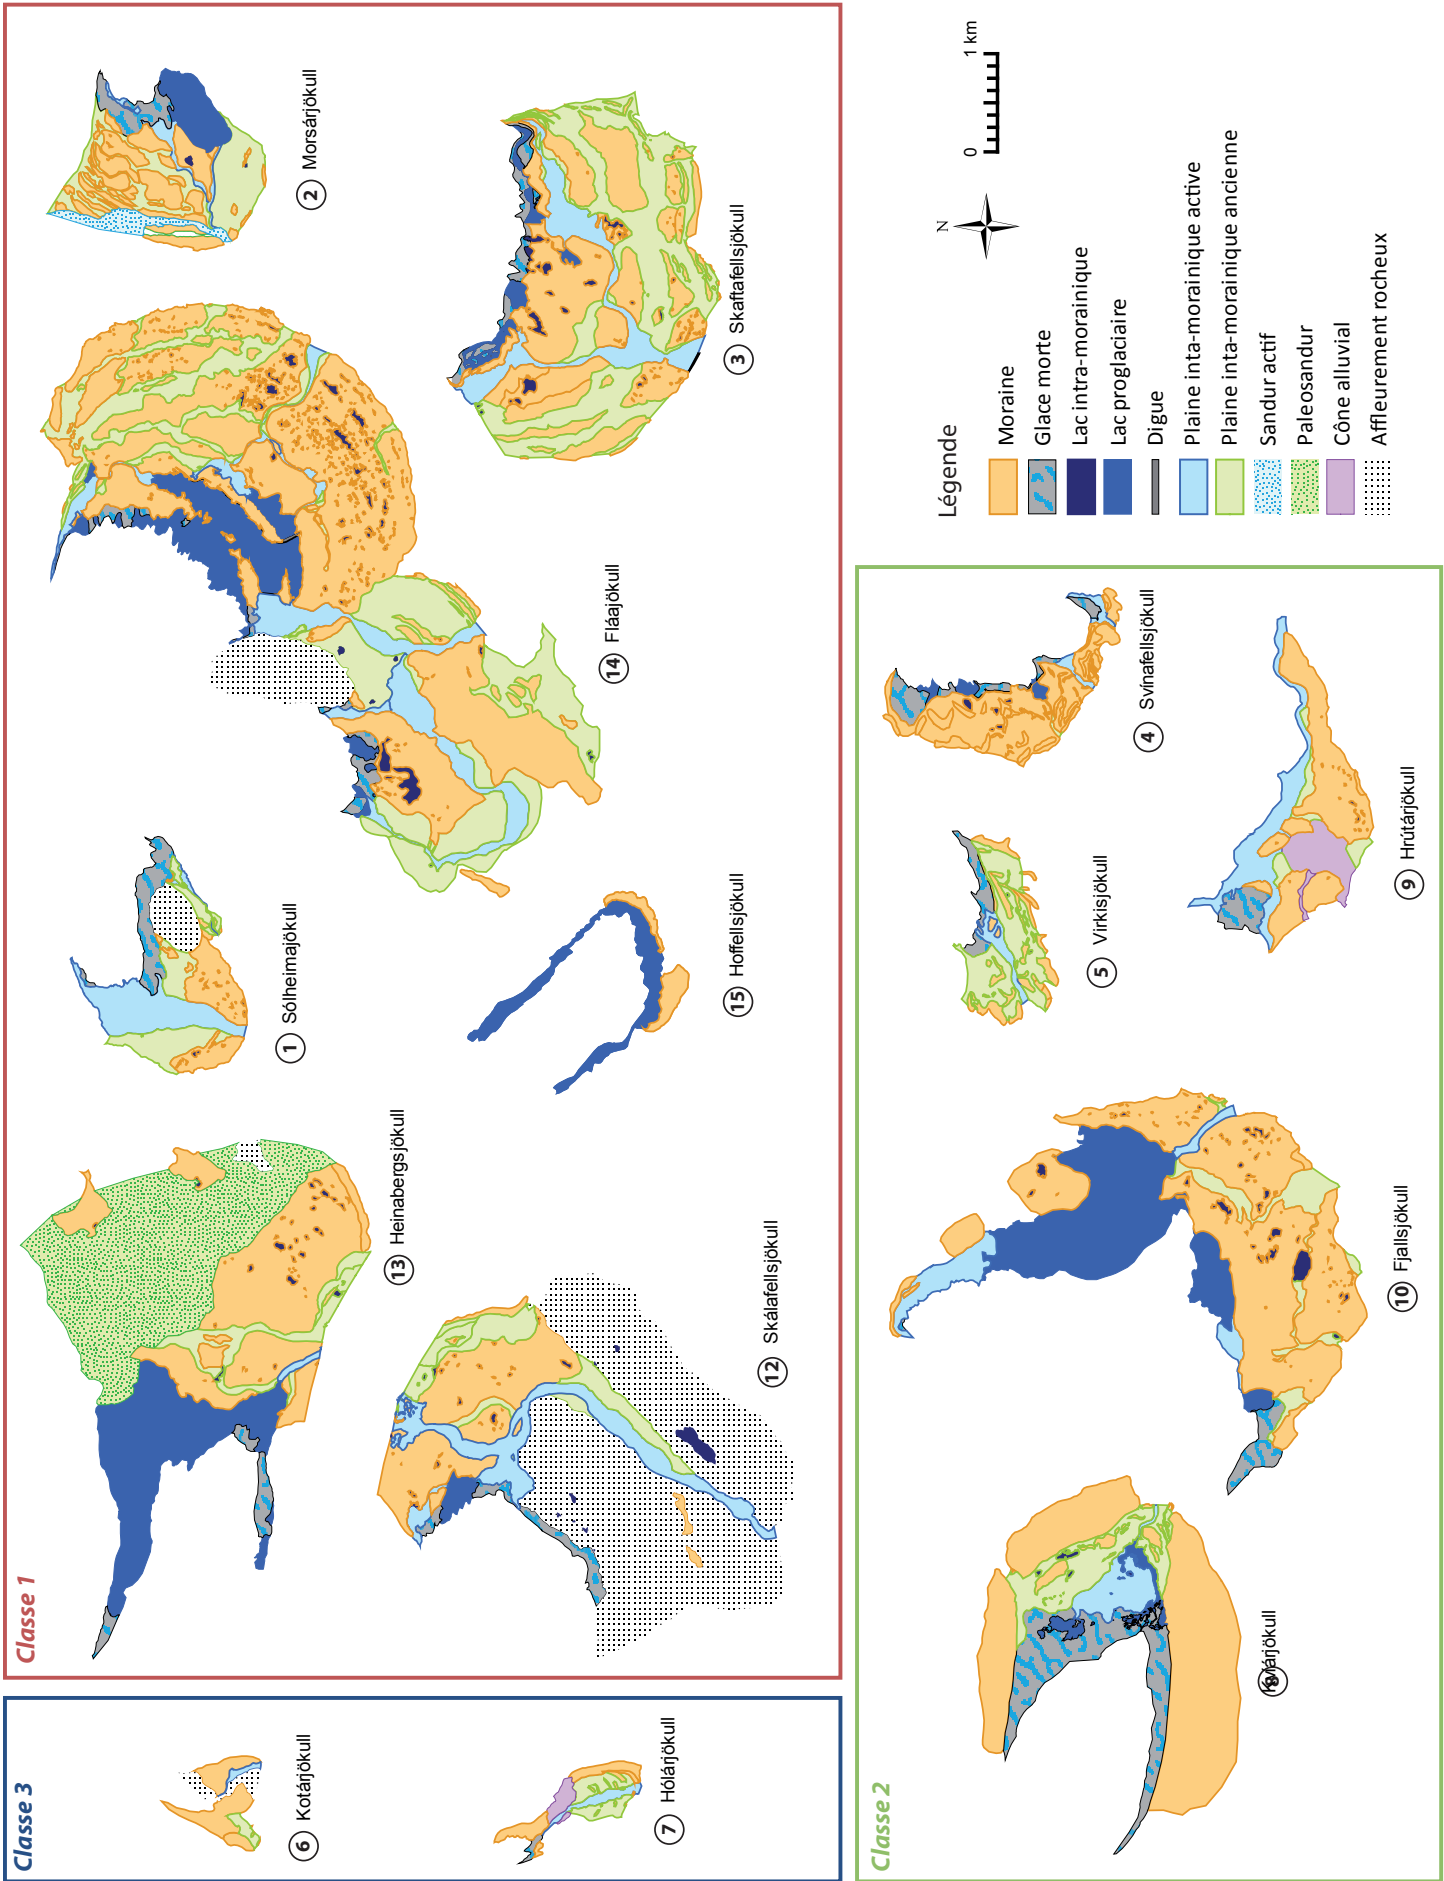 Classe 3
6 Kotárjökull
7 Hólárjökull
Classe 1
13 Heinabergsjökull
12 Skálafellsjökull
1 Sólheimajökull
15 Hoffellsjökull
14 Fláajökull
2 Morsárjökull
3 Skaftafellsjökull
Classe 2
8
10 Fjallsjökull
5 Virkisjökull
9 Hrútárjökull
4 Svínafellsjökull
Légende
Moraine
Glace morte
Lac intra-morainique
Lac proglaciaire
Digue
Plaine inta-morainique active
Plaine inta-morainique ancienne
Sandur actif
Paleosandur
Cône alluvial
Affleurement rocheux
N
0 1 km